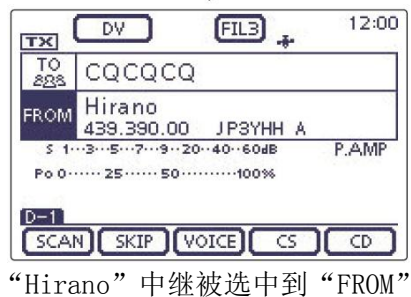 DV FIL3 12:00
TX
TO CQCQCQ
FROM Hirano
439.390.00 JP3YHH A
S 1···3···5···7···9···20··40··60dB P.AMP
Po 0······ 25······ 50··········100%
D-1
SCAN SKIP VOICE CS CD
“Hirano”中继被选中到“FROM”